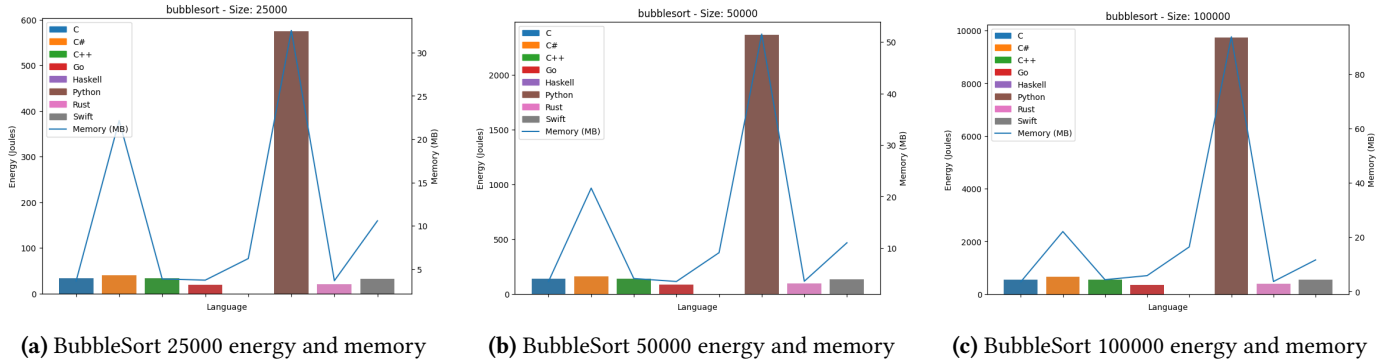 bubblesort - Size: 25000
600
500
400
300
200
100
0
Energy (Joules)
C
C#
C++
Go
Haskell
Python
Rust
Swift
Memory (MB)
30
25
20
15
10
5
Memory (MB)
Language
(a) BubbleSort 25000 energy and memory
bubblesort - Size: 50000
2000
1500
1000
500
0
Energy (Joules)
C
C#
C++
Go
Haskell
Python
Rust
Swift
Memory (MB)
50
40
30
20
10
Memory (MB)
Language
(b) BubbleSort 50000 energy and memory
bubblesort - Size: 100000
10000
8000
6000
4000
2000
0
Energy (Joules)
C
C#
C++
Go
Haskell
Python
Rust
Swift
Memory (MB)
80
60
40
20
0
Memory (MB)
Language
(c) BubbleSort 100000 energy and memory